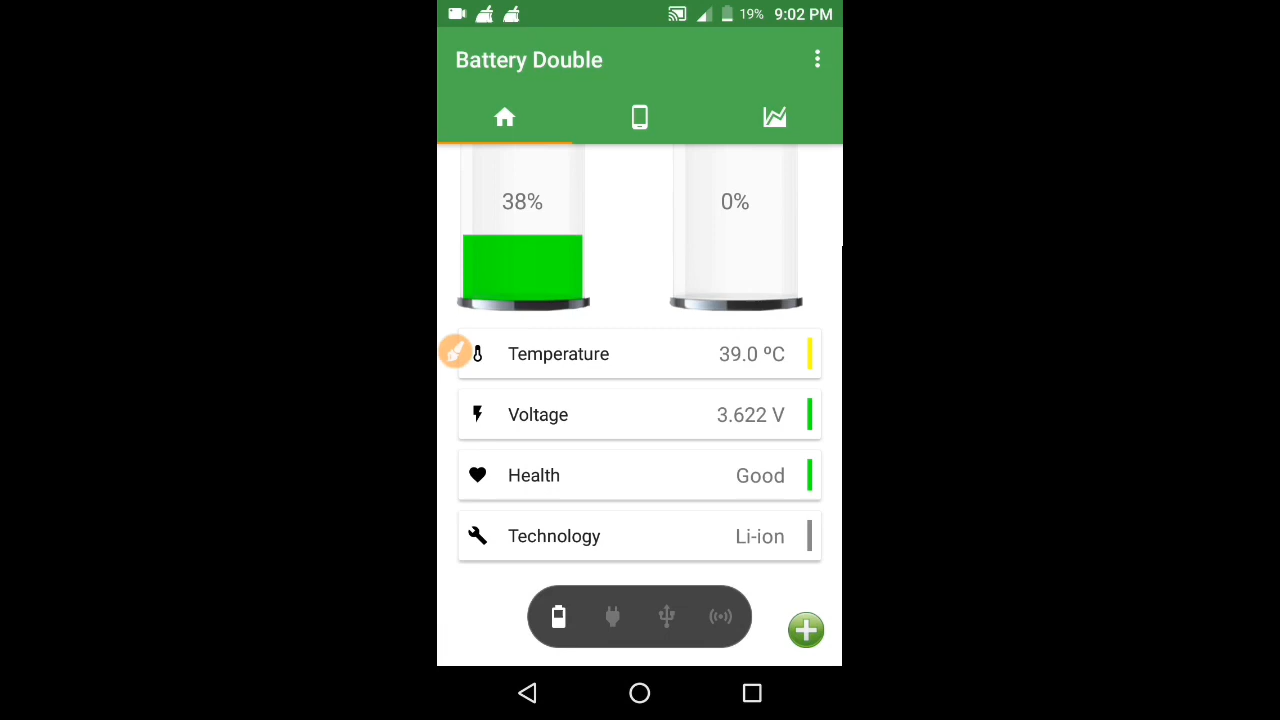 19% 9:02 PM
Battery Double
38% 0%
Temperature 39.0 ºC
Voltage 3.622 V
Health Good
Technology Li-ion